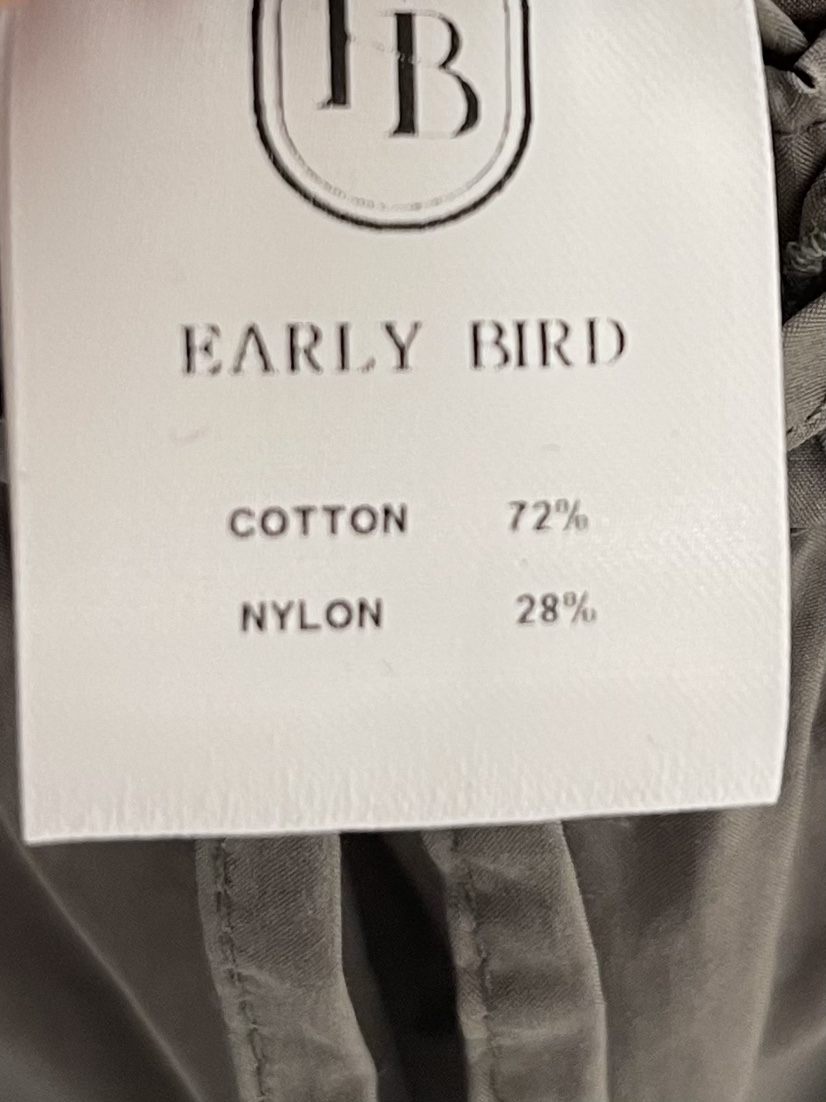 EB
EARLY BIRD
COTTON 72%
NYLON 28%